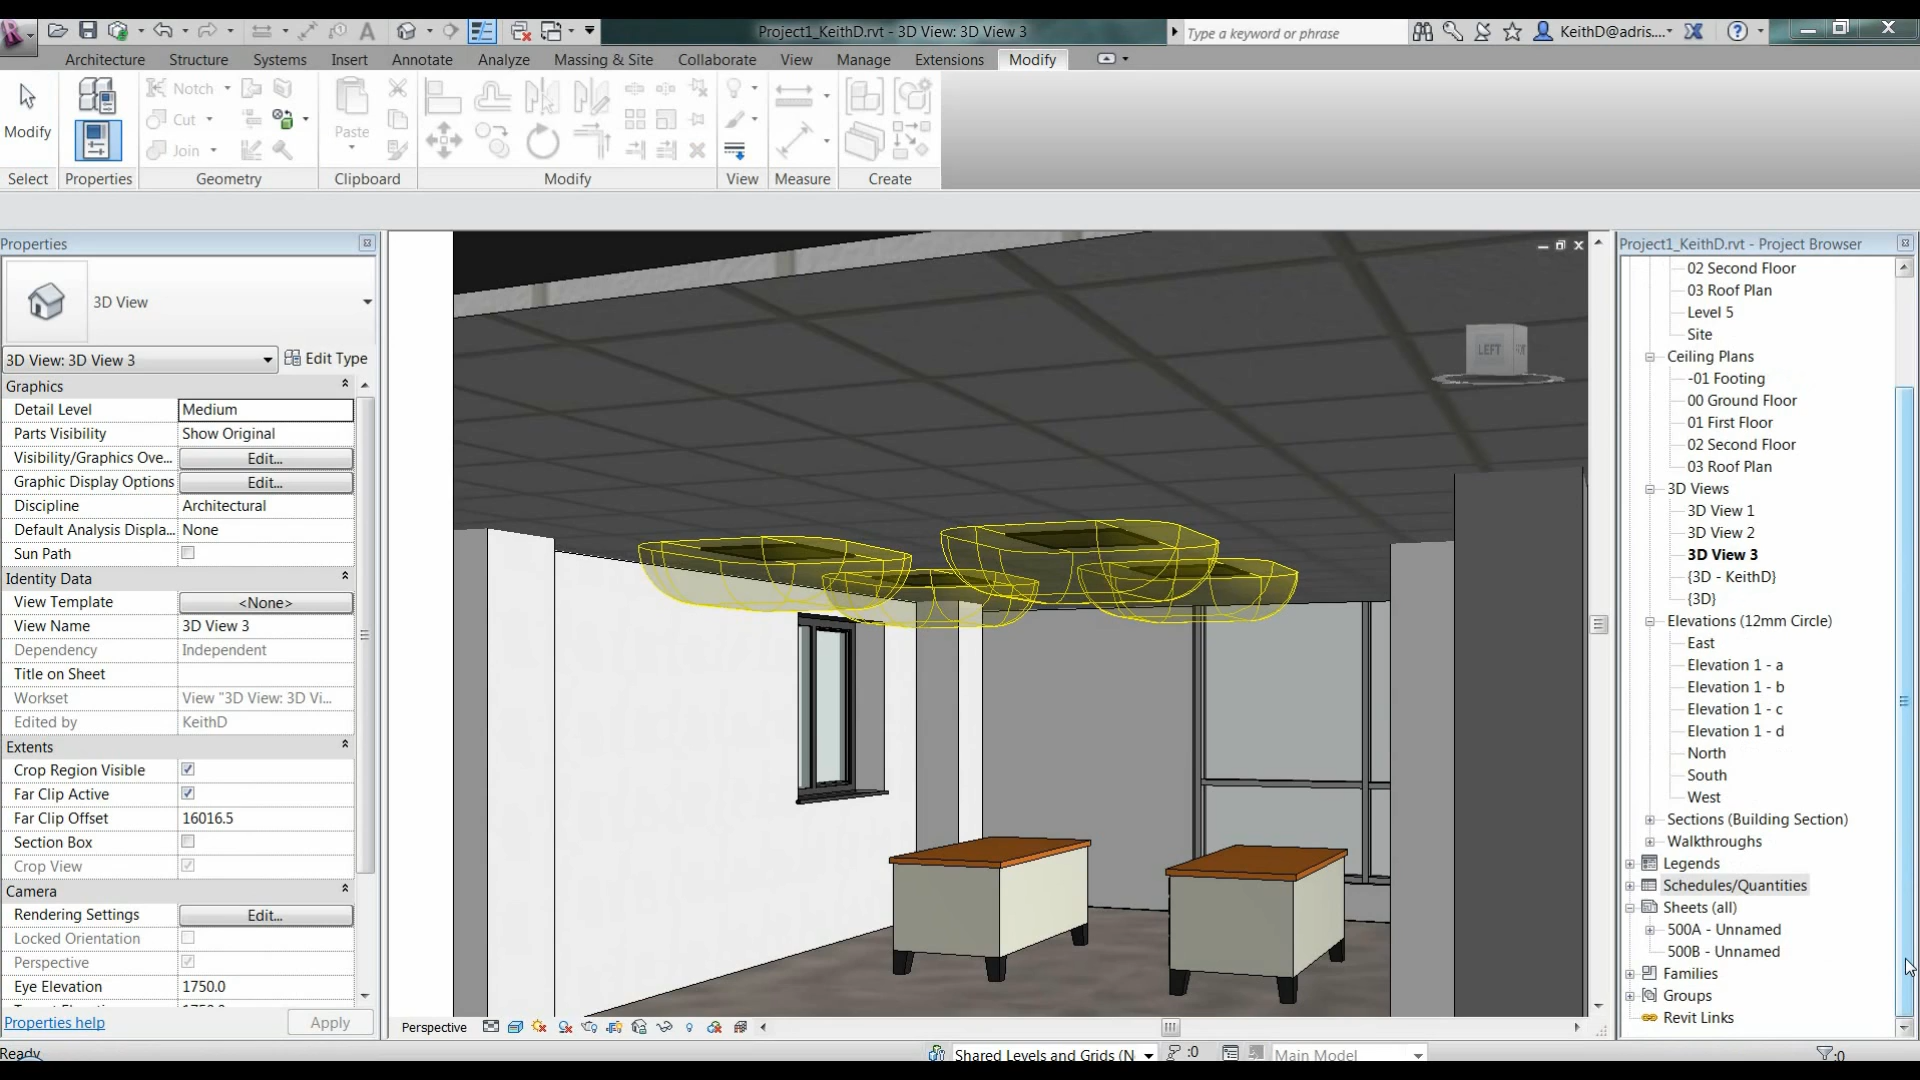 Project1_KeithD.rvt - 3D View: 3D View 3
Type a keyword or phrase
KeithD@adris....
Architecture Structure Systems Insert Annotate Analyze Massing & Site Collaborate View Manage Extensions Modify
Modify
Notch
Cut
Join
Paste
Select Properties Geometry Clipboard Modify View Measure Create
Properties
3D View
3D View: 3D View 3
Edit Type
Graphics
Detail Level Medium
Parts Visibility Show Original
Visibility/Graphics Ove... Edit...
Graphic Display Options Edit...
Discipline Architectural
Default Analysis Displa... None
Sun Path
Identity Data
View Template <None>
View Name 3D View 3
Dependency Independent
Title on Sheet
Workset View "3D View: 3D Vi...
Edited by KeithD
Extents
Crop Region Visible
Far Clip Active
Far Clip Offset 16016.5
Section Box
Crop View
Camera
Rendering Settings Edit...
Locked Orientation
Perspective
Eye Elevation 1750.0
Properties help
Apply
LEFT
Perspective
Project1_KeithD.rvt - Project Browser
02 Second Floor
03 Roof Plan
Level 5
Site
Ceiling Plans
-01 Footing
00 Ground Floor
01 First Floor
02 Second Floor
03 Roof Plan
3D Views
3D View 1
3D View 2
3D View 3
{3D - KeithD}
{3D}
Elevations (12mm Circle)
East
Elevation 1 - a
Elevation 1 - b
Elevation 1 - c
Elevation 1 - d
North
South
West
Sections (Building Section)
Walkthroughs
Legends
Schedules/Quantities
Sheets (all)
500A - Unnamed
500B - Unnamed
Families
Groups
Revit Links
Ready
Shared Levels and Grids (N
:0
Main Model
:0